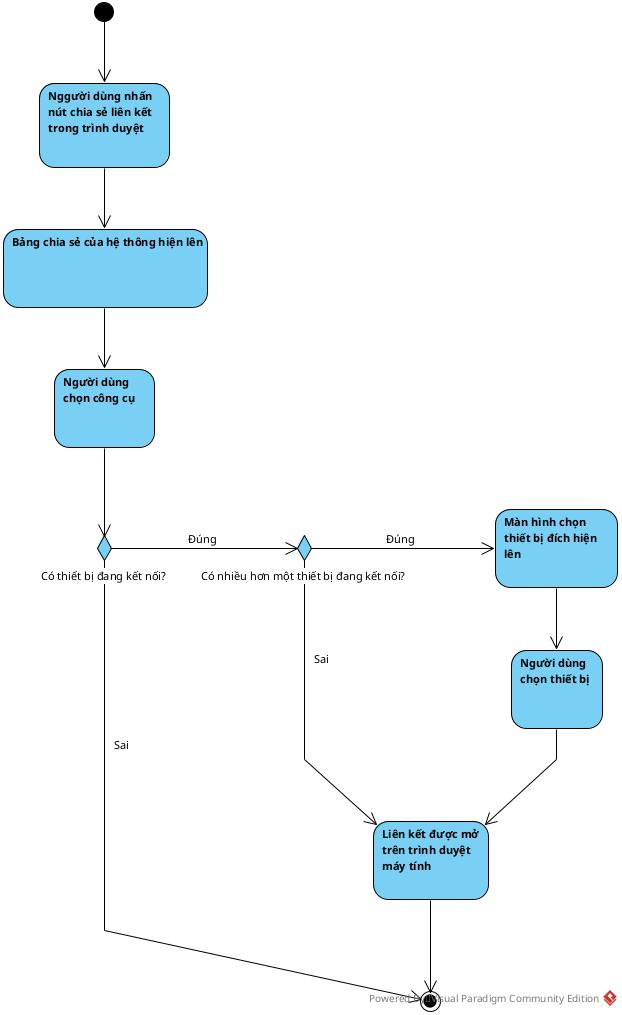 Nggười dùng nhấn
nút chia sẻ liên kết
trong trình duyệt
Bảng chia sẻ của hệ thông hiện lên
Người dùng
chọn công cụ
Màn hình chọn
thiết bị đích hiện
lên
Đúng
Đúng
Có thiết bị đang kết nối?
Có nhiều hơn một thiết bị đang kết nối?
Người dùng
chọn thiết bị
Sai
Sai
Liên kết được mở
trên trình duyệt
máy tính
Powered by Visual Paradigm Community Edition